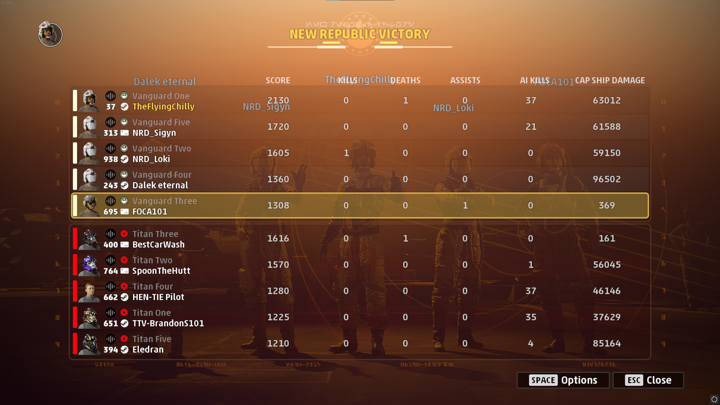 NEW REPUBLIC VICTORY
Dalek eternal
TheFlyingChilly
FOCA101
NRD_Sigyn
NRD_Loki
SCORE KILLS DEATHS ASSISTS AI KILLS CAP SHIP DAMAGE
Vanguard One
37 TheFlyingChilly 2130 0 1 0 37 63012
Vanguard Five
313 NRD_Sigyn 1720 0 0 0 21 61588
Vanguard Two
938 NRD_Loki 1605 1 0 0 0 59150
Vanguard Four
243 Dalek eternal 1360 0 0 0 0 96502
Vanguard Three
695 FOCA101 1308 0 0 1 0 369
Titan Three
400 BestCarWash 1616 0 1 0 0 161
Titan Two
764 SpoonTheHutt 1570 0 0 0 1 56045
Titan Four
662 HEN-TIE Pilot 1280 0 0 0 37 46146
Titan One
651 TTV-BrandonS101 1225 0 0 0 35 37629
Titan Five
394 Eledran 1210 0 0 0 4 85164
SPACE Options ESC Close